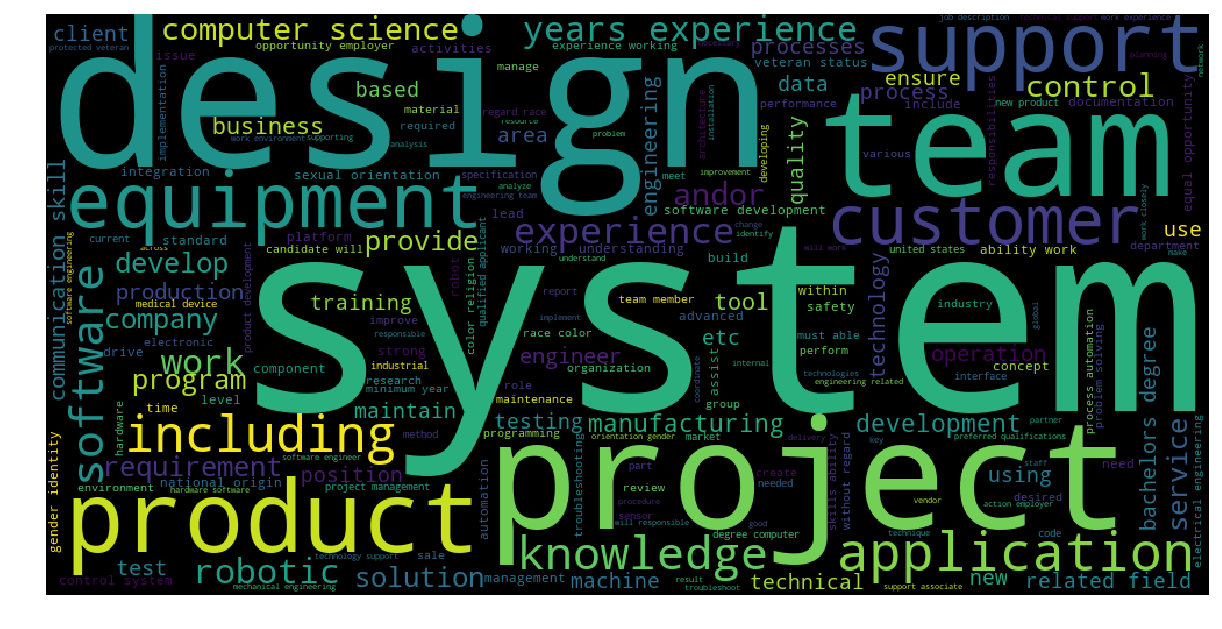 client
computer science
years experience
job description
technical support
work experience
protected veteran
opportunity employer
activities
experience working
processes
support
issue
manage
veteran status
necessary
planning
network
design
based
data
process
ensure
control
material
regard race
resource
performance
include
new product
documentation
implementation
business
required
area
engineering
problem
architecture
installation
developing
team
responsibilities
equal opportunity
work environment
supporting
analysis
quality
various
integration
sexual orientation
specification
analyze
meet
improvement
equipment
engineering team
lead
andor
software development
customer
work closely
communication skill
current
standard
across
candidate will
platform
provide
experience
working
understanding
change
identify
will work
united states
ability work
use
department
make
software engineering
software
develop
product development
robot
color religion
qualified applicant
understand
build
technology
system
production
medical device
training
report
team member
tool
within
safety
industry
global
company
improve
responsible
implement
race color
advanced
etc
must able
perform
electronic
strong
industrial
engineer
organization
internal
assist
coordinate
operation
concept
process automation
problem solving
drive
work
component
research
minimum year
role
technologies
engineering related
interface
bachelors degree
program
level
maintenance
group
hardware
time
maintain
testing
manufacturing
development
partner
service
including
method
programming
orientation gender
market
delivery
key
preferred qualifications
gender identity
requirement
software engineer
position
automation
troubleshooting
part
create
skills ability
without regard
staff
using
need
electrical engineering
environment
national origin
hardware software
project management
review
needed
procedure
sensor
vendor
action employer
desired
product
project
will responsible
good
degree computer
technique
code
test
technology support
sale
knowledge
application
control system
robotic
solution
management
machine
technical
new
related field
mechanical engineering
result
troubleshoot
support associate